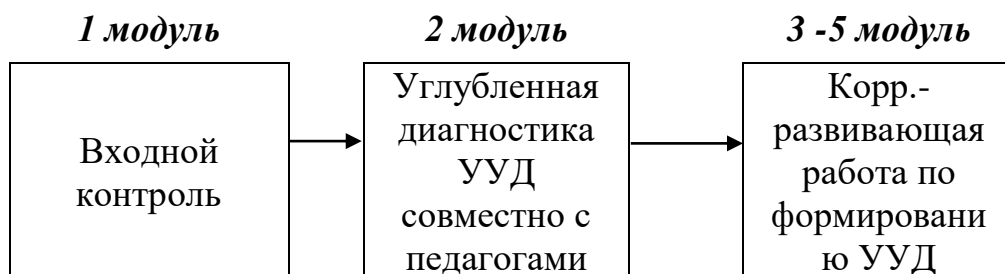 1 модуль
2 модуль
3 -5 модуль
Входной
контроль
Углубленная
диагностика
УУД
совместно с
педагогами
Корр.-
развивающая
работа по
формировани
ю УУД